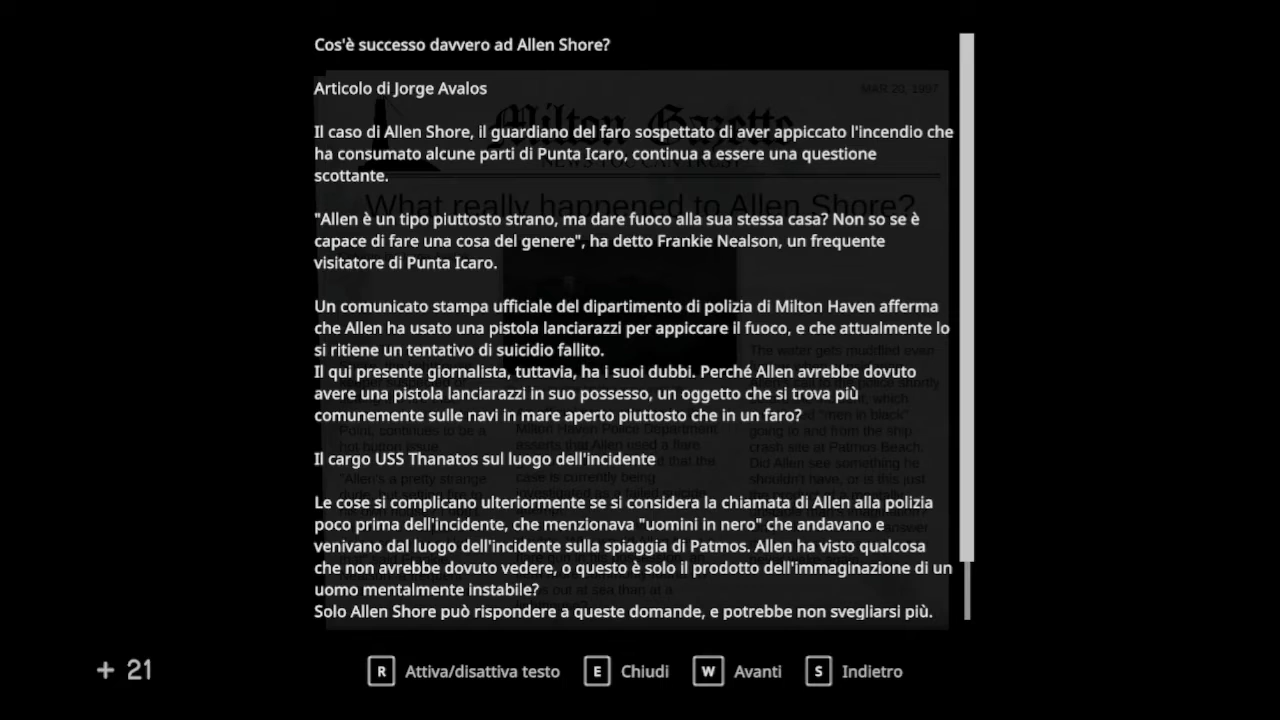 Cos'è successo davvero ad Allen Shore?
Articolo di Jorge Avalos
MAR 20, 1997
Milton Gazette
Il caso di Allen Shore, il guardiano del faro sospettato di aver appiccato l'incendio che
ha consumato alcune parti di Punta Icaro, continua a essere una questione
scottante.
What really happened to Allen Shore?
"Allen è un tipo piuttosto strano, ma dare fuoco alla sua stessa casa? Non so se è
capace di fare una cosa del genere", ha detto Frankie Nealson, un frequente
visitatore di Punta Icaro.
Un comunicato stampa ufficiale del dipartimento di polizia di Milton Haven afferma
che Allen ha usato una pistola lanciarazzi per appiccare il fuoco, e che attualmente lo
si ritiene un tentativo di suicidio fallito.
Il qui presente giornalista, tuttavia, ha i suoi dubbi. Perché Allen avrebbe dovuto
avere una pistola lanciarazzi in suo possesso, un oggetto che si trova più
comunemente sulle navi in mare aperto piuttosto che in un faro?
Il cargo USS Thanatos sul luogo dell'incidente
Le cose si complicano ulteriormente se si considera la chiamata di Allen alla polizia
poco prima dell'incidente, che menzionava "uomini in nero" che andavano e
venivano dal luogo dell'incidente sulla spiaggia di Patmos. Allen ha visto qualcosa
che non avrebbe dovuto vedere, o questo è solo il prodotto dell'immaginazione di un
uomo mentalmente instabile?
Solo Allen Shore può rispondere a queste domande, e potrebbe non svegliarsi più.
+ 21
R Attiva/disattiva testo E Chiudi W Avanti S Indietro